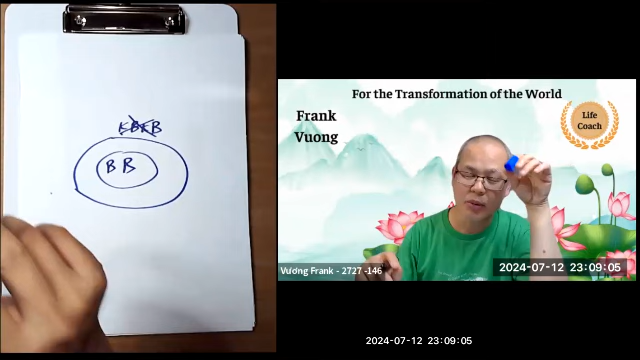 B B
For the Transformation of the World
Frank
Vuong
Life
Coach
Vương Frank - 2727 -146
2024-07-12 23:09:05
2024-07-12 23:09:05